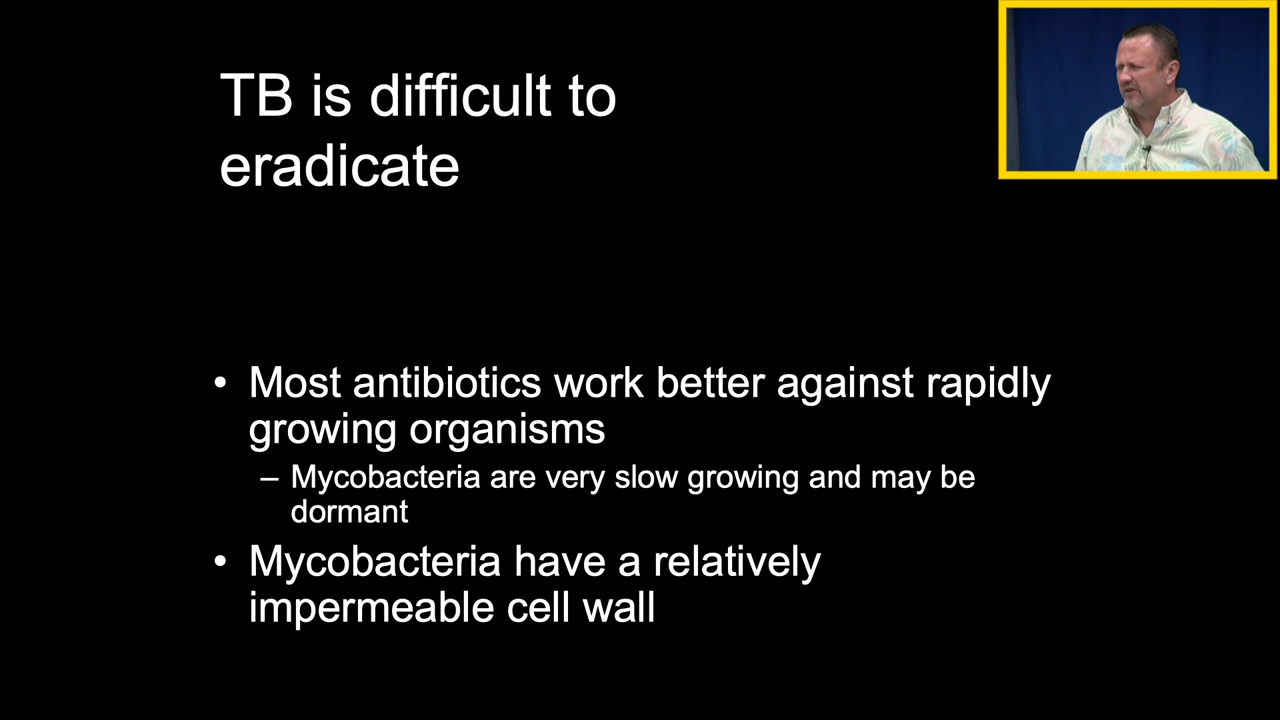 TB is difficult to
eradicate
• Most antibiotics work better against rapidly
growing organisms
– Mycobacteria are very slow growing and may be
dormant
• Mycobacteria have a relatively
impermeable cell wall